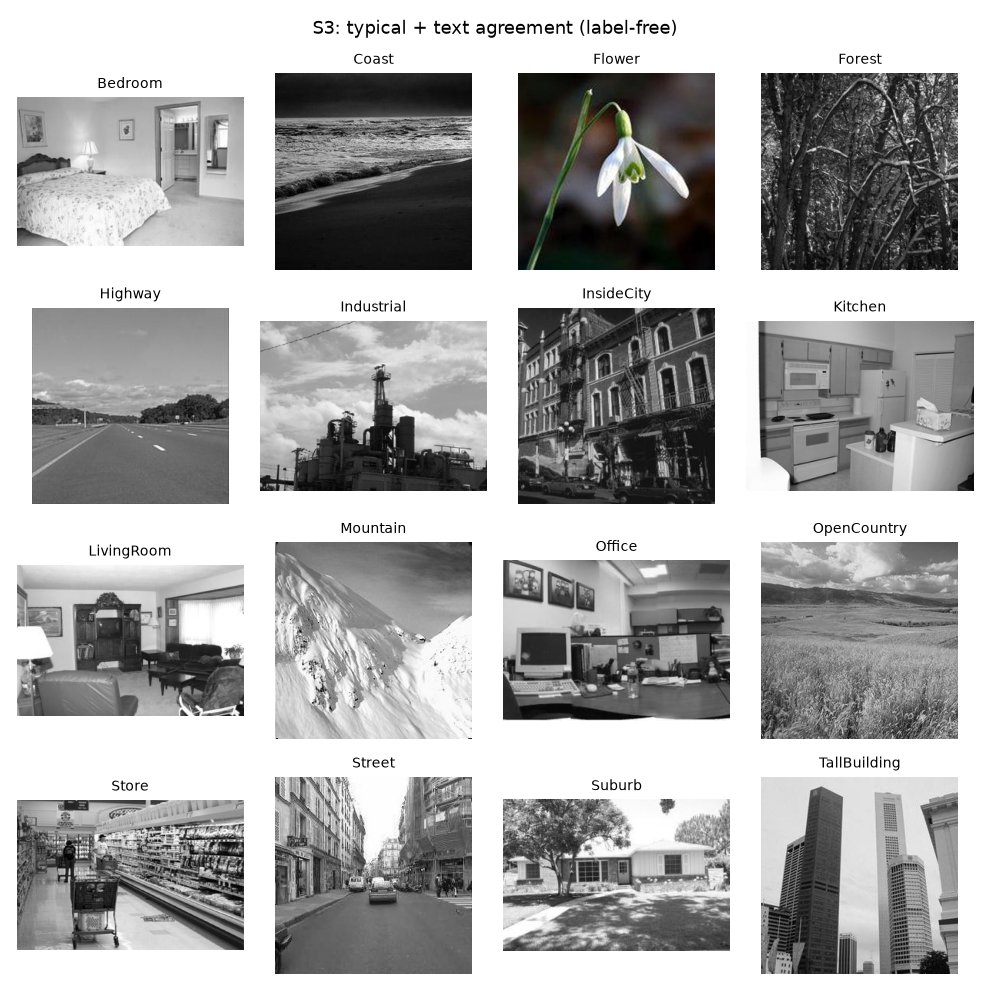 S3: typical + text agreement (label-free)
Bedroom
Coast
Flower
Forest
Highway
Industrial
InsideCity
Kitchen
LivingRoom
Mountain
Office
OpenCountry
Store
Street
Suburb
TallBuilding